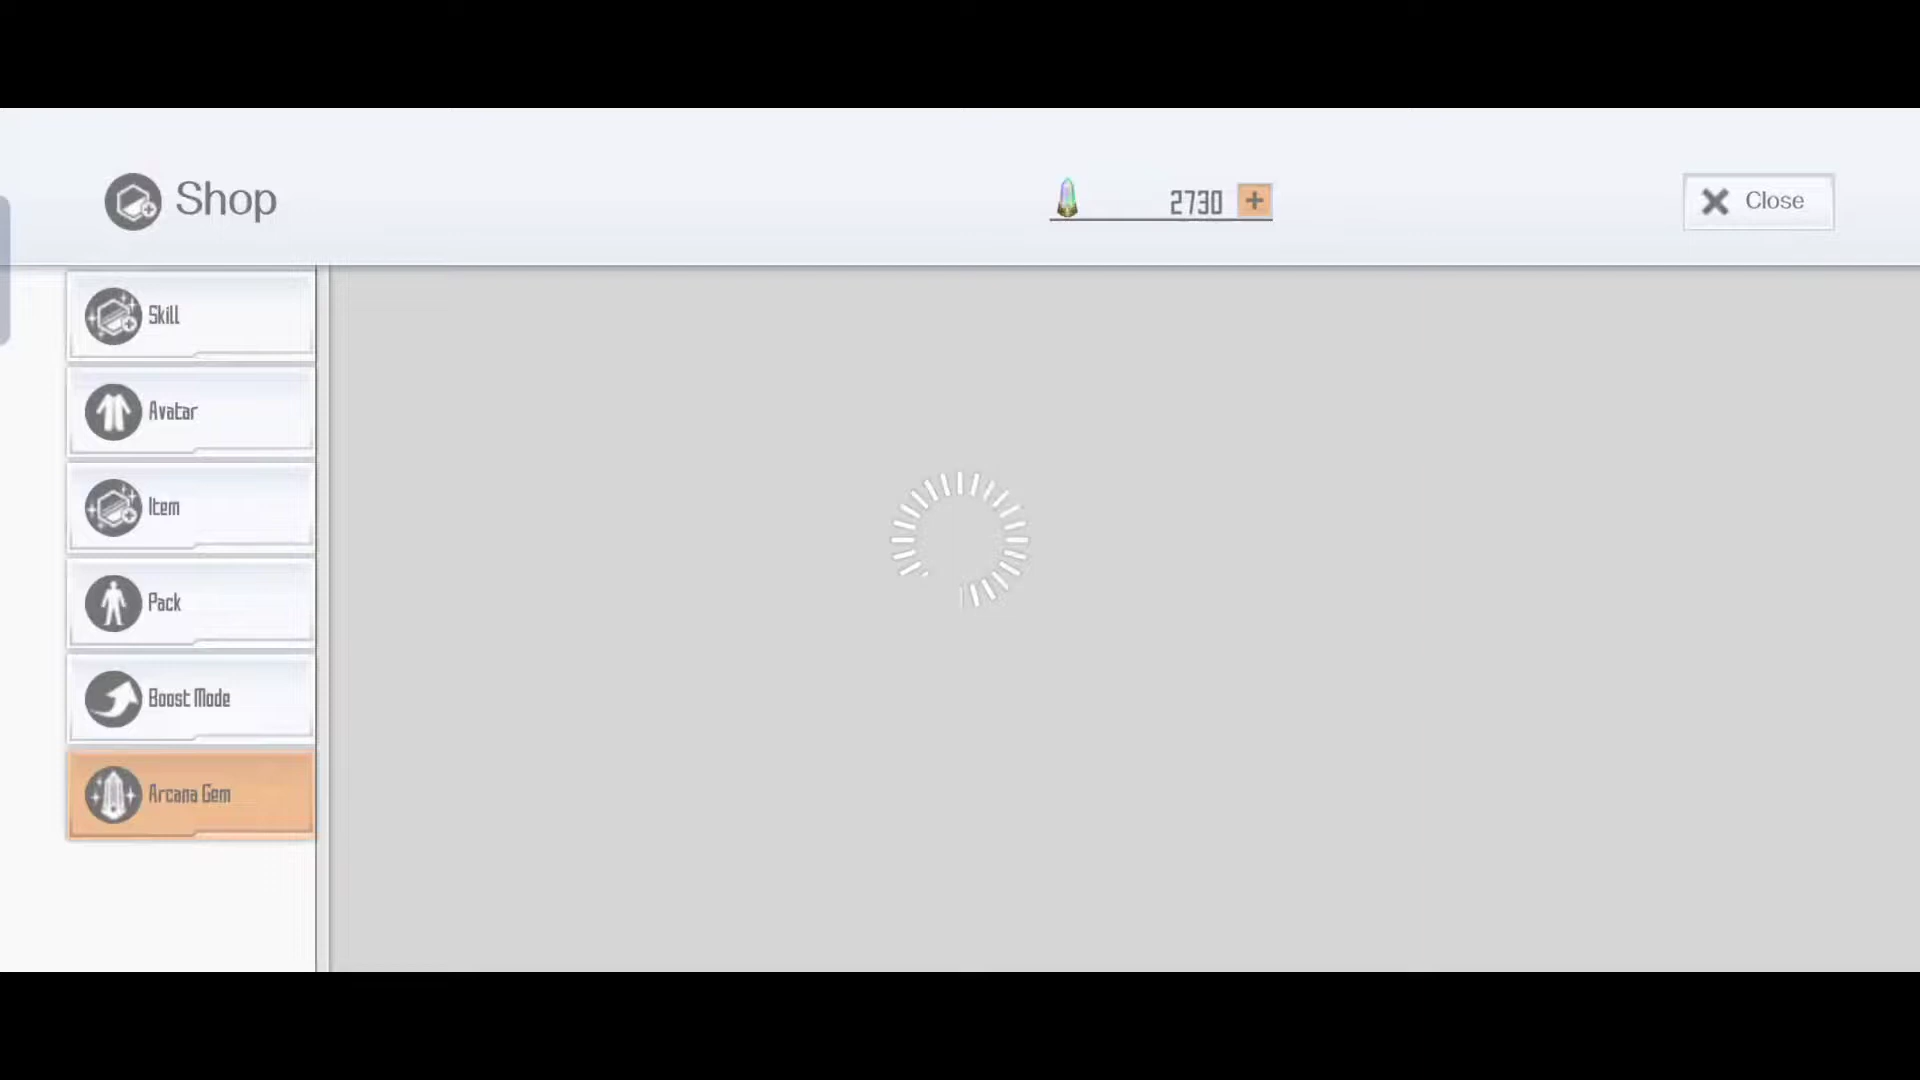 Shop
2730
Close
Skill
Avatar
Item
Pack
Boost Mode
Arcana Gem